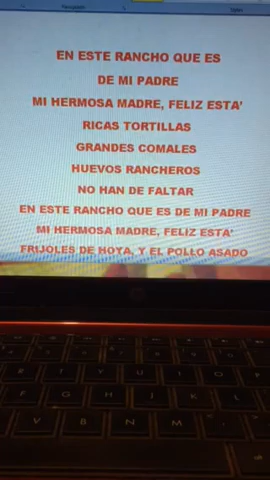 EN ESTE RANCHO QUE ES
DE MI PADRE
MI HERMOSA MADRE, FELIZ ESTA'
RICAS TORTILLAS
GRANDES COMALES
HUEVOS RANCHEROS
NO HAN DE FALTAR
EN ESTE RANCHO QUE ES DE MI PADRE
MI HERMOSA MADRE, FELIZ ESTA'
FRIJOLES DE HOYA, Y EL POLLO ASADO